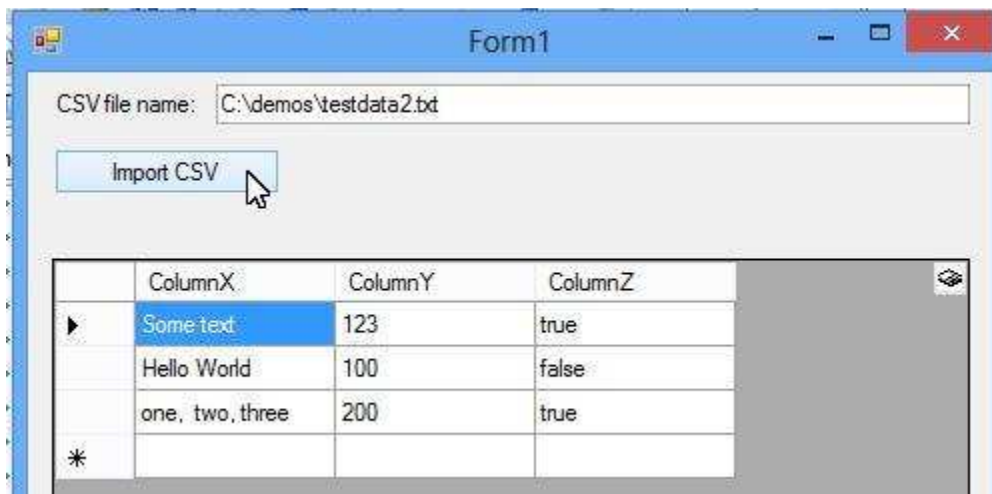 Form1
CSV file name: C:\demos\testdata2.txt
Import CSV
ColumnX ColumnY ColumnZ
Some text 123 true
Hello World 100 false
one, two, three 200 true